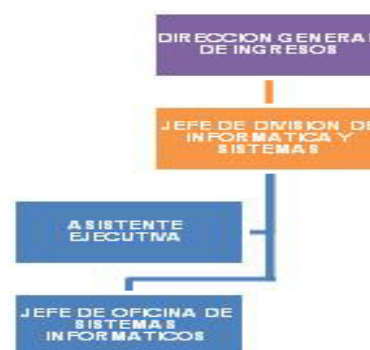 DIRECCION GENERAL
DE INGRESOS
JEFE DE DIVISION DE
INFORMATICA Y
SISTEMAS
ASISTENTE
EJECUTIVA
JEFE DE OFICINA DE
SISTEMAS
INFORMATICOS